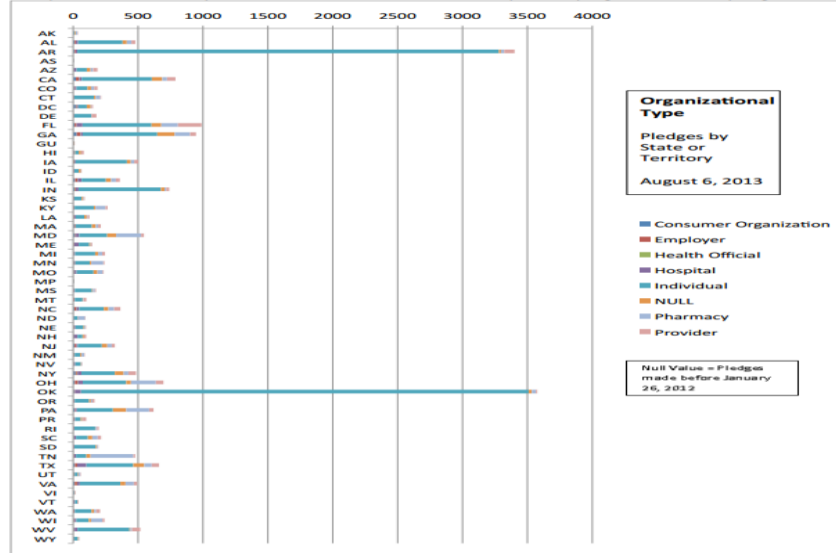 0 500 1000 1500 2000 2500 3000 3500 4000
AK
AL
AR
AS
AZ
CA
CO
CT
DC
DE
FL
GA
GU
HI
IA
ID
IL
IN
KS
KY
LA
MA
MD
ME
MI
MN
MO
MP
MS
MT
NC
ND
NE
NH
NJ
NM
NV
NY
OH
OK
OR
PA
PR
RI
SC
SD
TN
TX
UT
VA
VI
VT
WA
WI
WV
WY
Organizational
Type
Pledges by
State or
Territory
August 6, 2013
Consumer Organization
Employer
Health Official
Hospital
Individual
NULL
Pharmacy
Provider
Null Value = Pledges
made before January
26, 2012